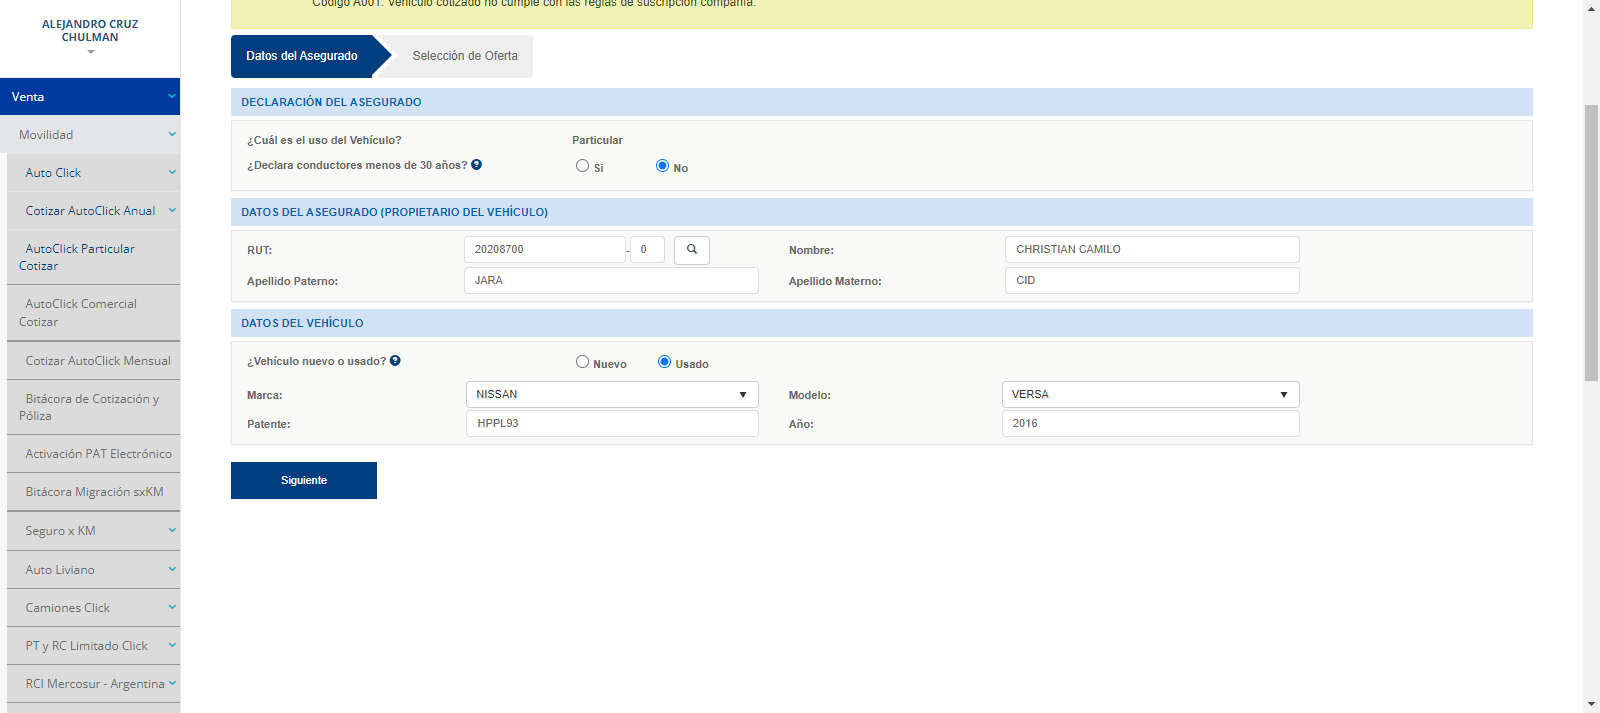 Código A001. Vehículo cotizado no cumple con las reglas de suscripción compañía.
ALEJANDRO CRUZ
CHULMAN
Venta
Movilidad
Auto Click
Cotizar AutoClick Anual
AutoClick Particular
Cotizar
AutoClick Comercial
Cotizar
Cotizar AutoClick Mensual
Bitácora de Cotización y
Póliza
Activación PAT Electrónico
Bitácora Migración sxKM
Seguro x KM
Auto Liviano
Camiones Click
PT y RC Limitado Click
RCI Mercosur - Argentina
Datos del Asegurado
Selección de Oferta
DECLARACIÓN DEL ASEGURADO
¿Cuál es el uso del Vehículo? Particular
¿Declara conductores menos de 30 años? Si No
DATOS DEL ASEGURADO (PROPIETARIO DEL VEHÍCULO)
RUT: 20208700 - 0 Nombre: CHRISTIAN CAMILO
Apellido Paterno: JARA Apellido Materno: CID
DATOS DEL VEHÍCULO
¿Vehículo nuevo o usado? Nuevo Usado
Marca: NISSAN Modelo: VERSA
Patente: HPPL93 Año: 2016
Siguiente